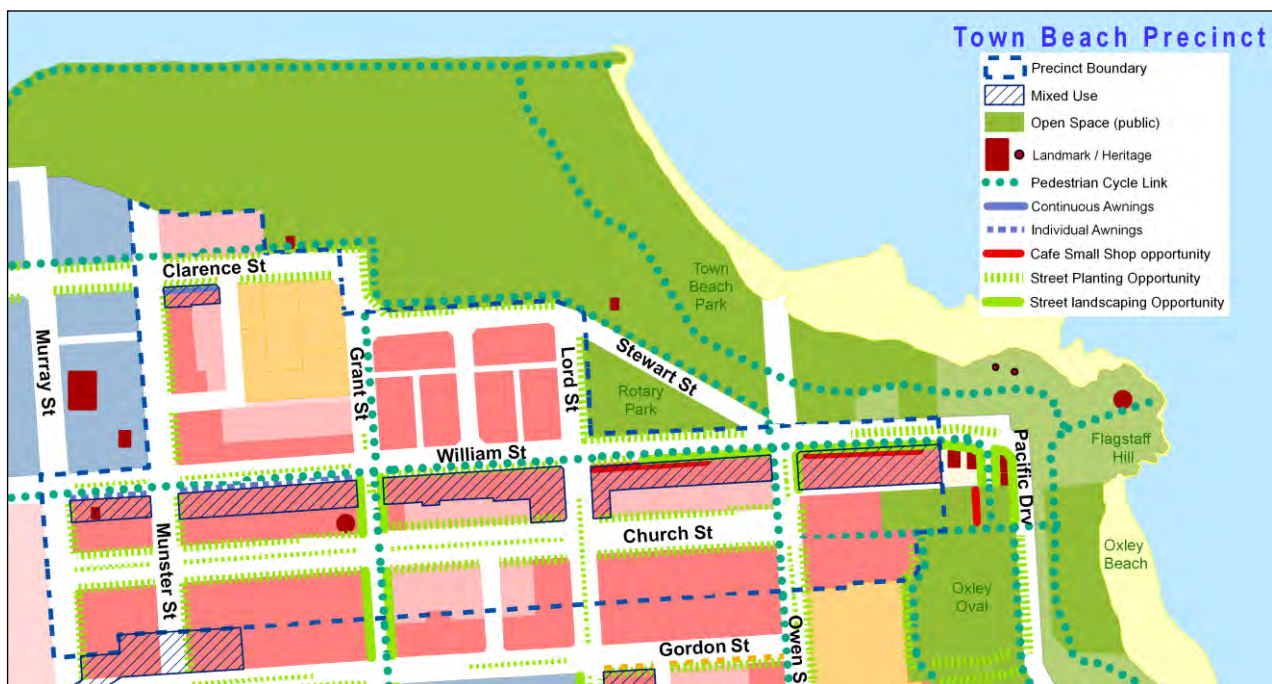 Town Beach Precinct
Precinct Boundary
Mixed Use
Open Space (public)
Landmark / Heritage
Pedestrian Cycle Link
Continuous Awnings
Individual Awnings
Cafe Small Shop opportunity
Street Planting Opportunity
Street landscaping Opportunity
Clarence St
Town
Beach
Park
Murray St
Grant St
Lord St
Stewart St
Rotary
Park
William St
Pacific Drv
Flagstaff
Hill
Munster St
Church St
Oxley
Beach
Oxley
Oval
Owen S
Gordon St